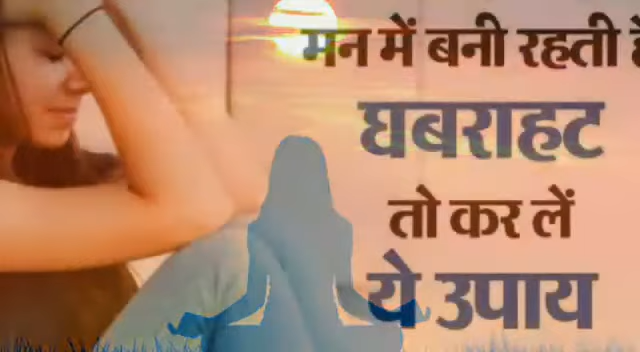 मन में बनी रहती है
घबराहट
तो कर लें
ये उपाय